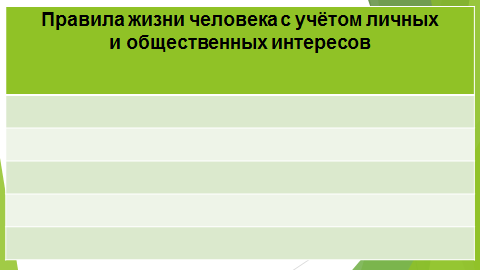 Правила жизни человека с учётом личных
и общественных интересов